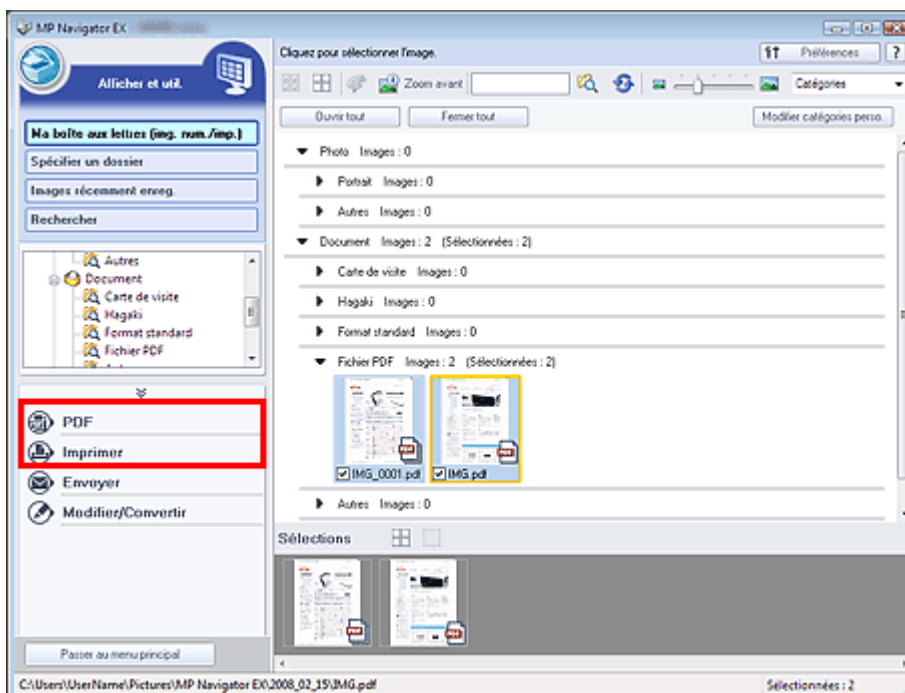 MP Navigator EX
Cliquez pour sélectionner l'image.
Préférences
?
Afficher et util.
Zoom avant
Catégories
Ouvrir tout
Fermer tout
Modifier catégories perso.
Ma boîte aux lettres (img. num./imp.)
Spécifier un dossier
Images récemment enreg.
Rechercher
Photo Images : 0
Portrait Images : 0
Autres Images : 0
Document Images : 2 (Sélectionnées : 2)
Carte de visite Images : 0
Hagaki Images : 0
Format standard Images : 0
Fichier PDF Images : 2 (Sélectionnées : 2)
PDF
PDF
IMG_0001.pdf
IMG.pdf
Autres Images : 0
Autres
Document
Carte de visite
Hagaki
Format standard
Fichier PDF
PDF
Imprimer
Envoyer
Modifier/Convertir
Sélections
PDF
PDF
Passer au menu principal
C:\Users\UserName\Pictures\MP Navigator EX\2008_02_15\IMG.pdf
Sélectionnées : 2